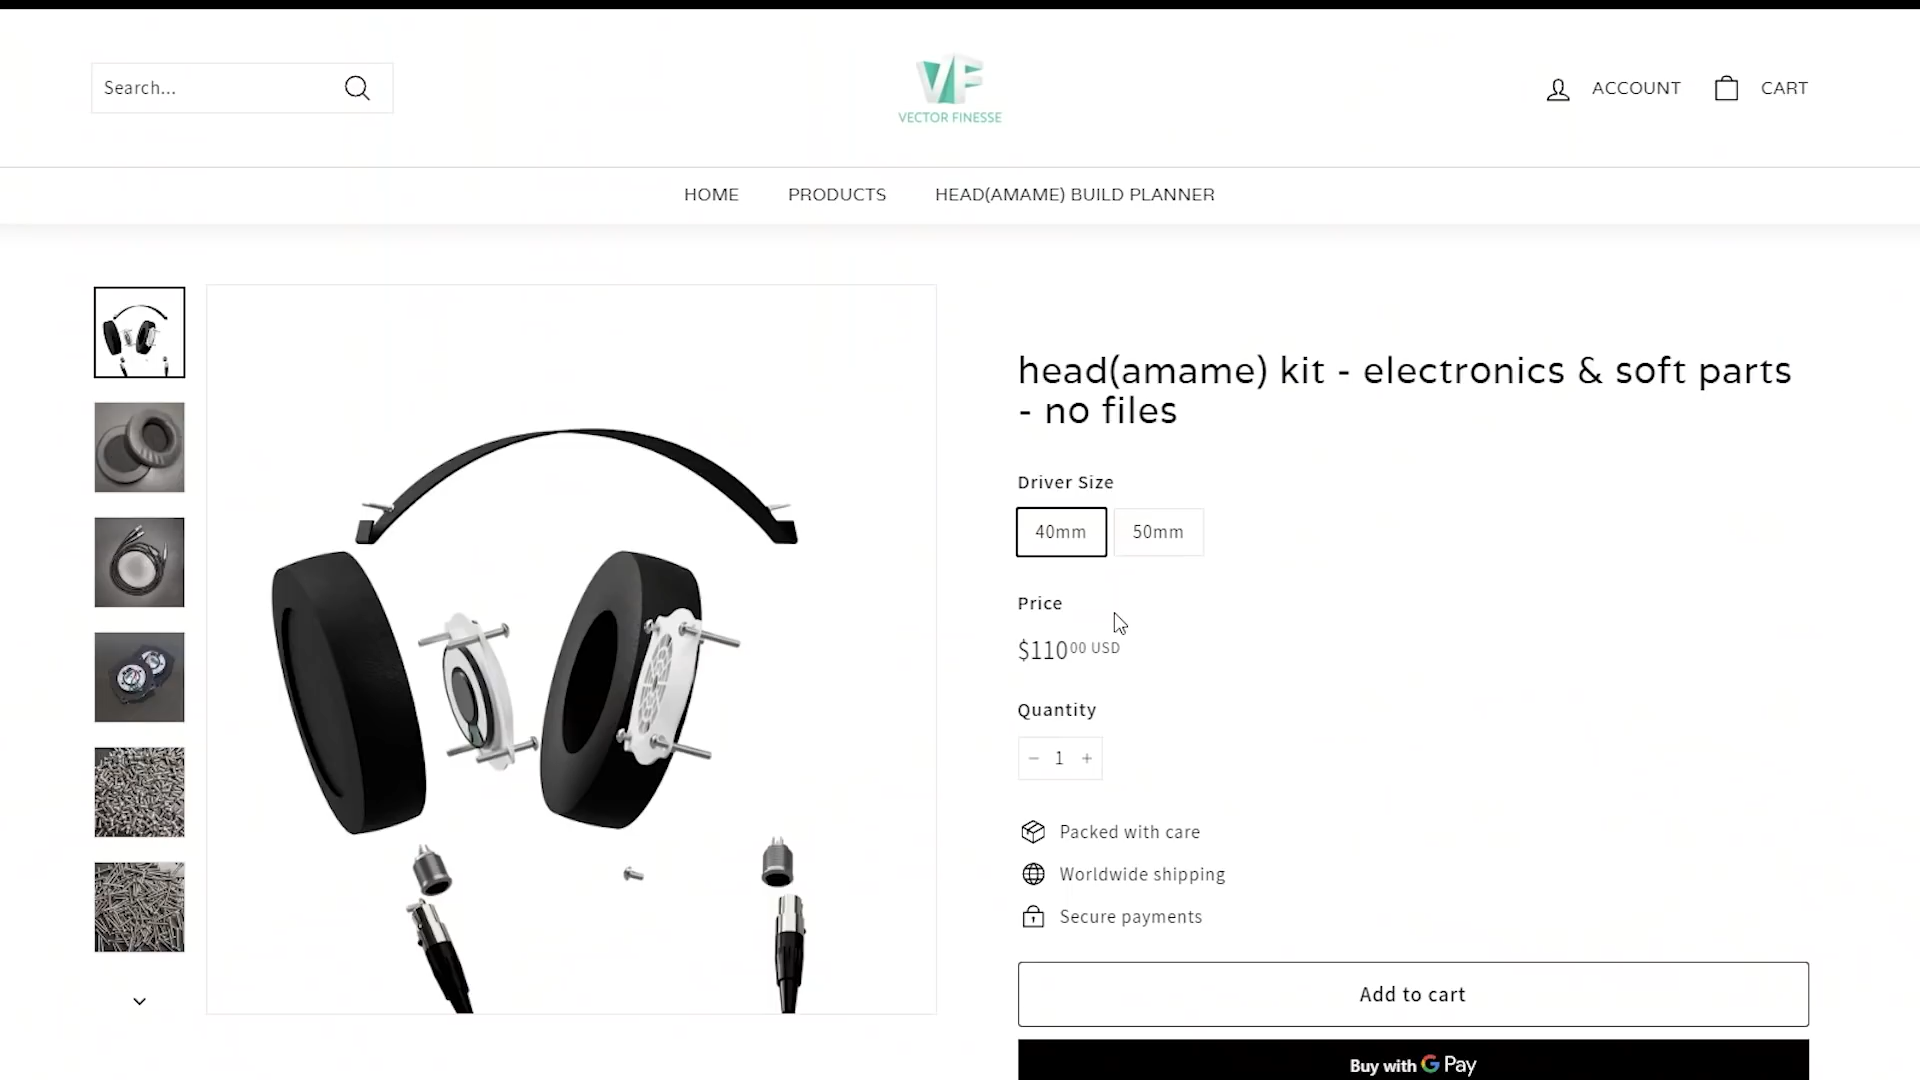 Search...
VF
VECTOR FINESSE
ACCOUNT
CART
HOME
PRODUCTS
HEAD(AMAME) BUILD PLANNER
head(amame) kit - electronics & soft parts
- no files
Driver Size
40mm
50mm
Price
$110 00 USD
Quantity
− 1 +
Packed with care
Worldwide shipping
Secure payments
Add to cart
Buy with G Pay